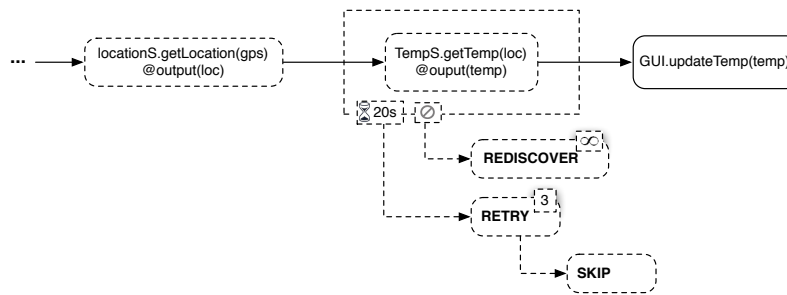 ...
locationS.getLocation(gps)
@output(loc)
TempS.getTemp(loc)
@ouput(temp)
GUI.updateTemp(temp)
20s
∞
REDISCOVER
3
RETRY
SKIP